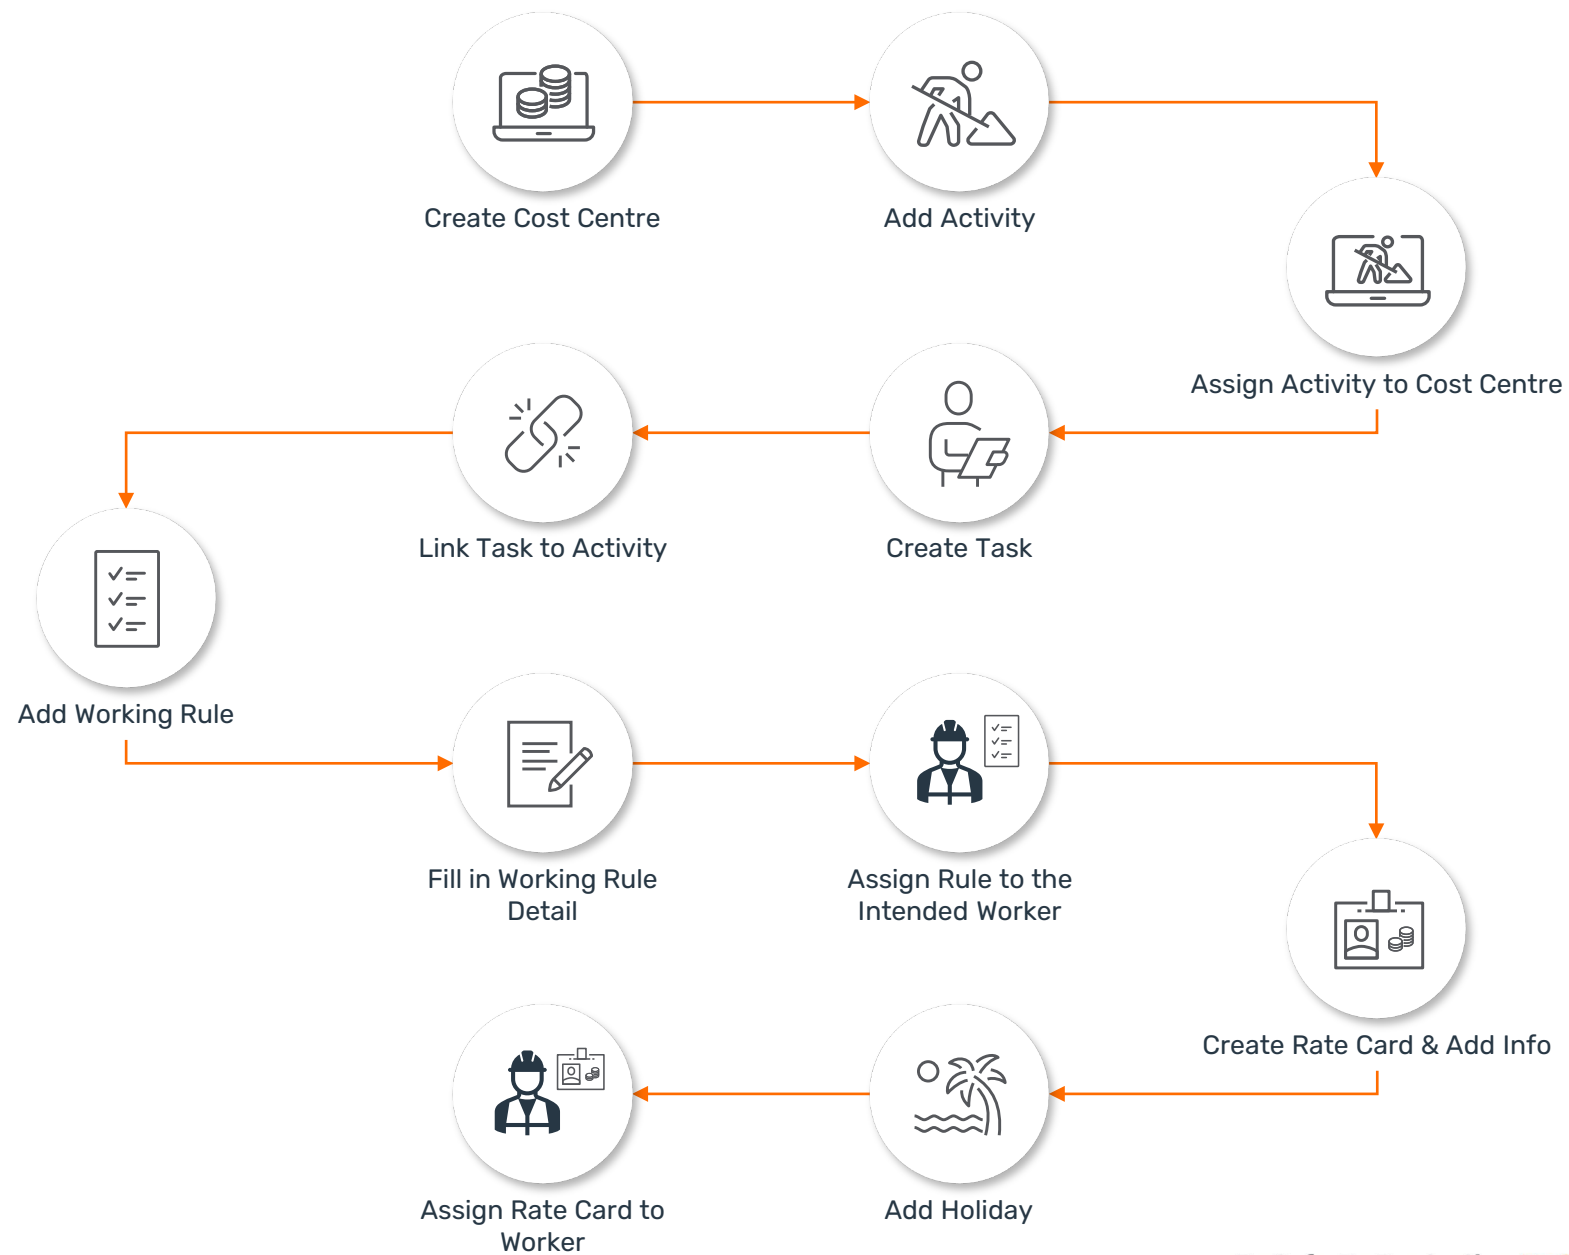 Create Cost Centre
Add Activity
Assign Activity to Cost Centre
Create Task
Link Task to Activity
Add Working Rule
Fill in Working Rule
Detail
Assign Rule to the
Intended Worker
Create Rate Card & Add Info
Add Holiday
Assign Rate Card to
Worker